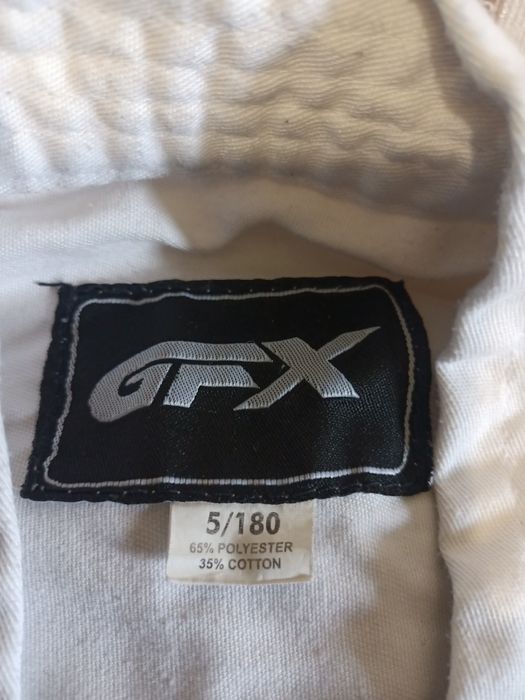 GFX
5/180
65% POLYESTER
35% COTTON